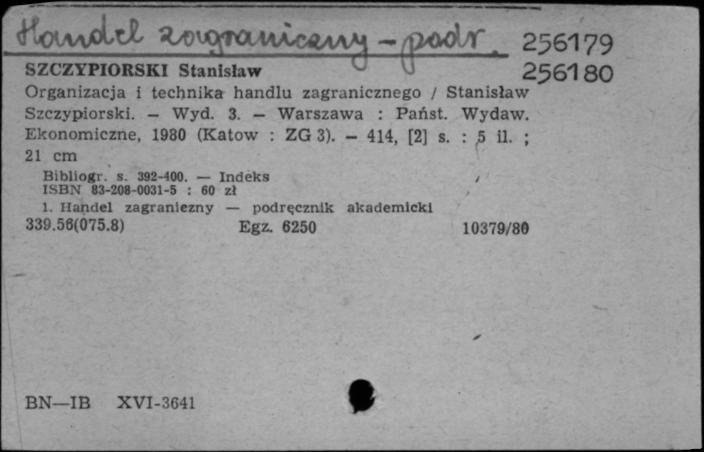 Handel zagraniczny - podr. 256179
SZCZYPIORSKI Stanisław 256180
Organizacja i technika handlu zagranicznego / Stanisław
Szczypiorski. — Wyd. 3. — Warszawa : Państ. Wydaw.
Ekonomiczne, 1980 (Katow : ZG 3). — 414, [2] s. : 5 il. ;
21 cm
Bibliogr. s. 392-400. — Indeks
ISBN 83-208-0031-5 : 60 zł
1. Handel zagraniczny — podręcznik akademicki
339.56(075.8) Egz. 6250 10379/80
BN—IB XVI-3641